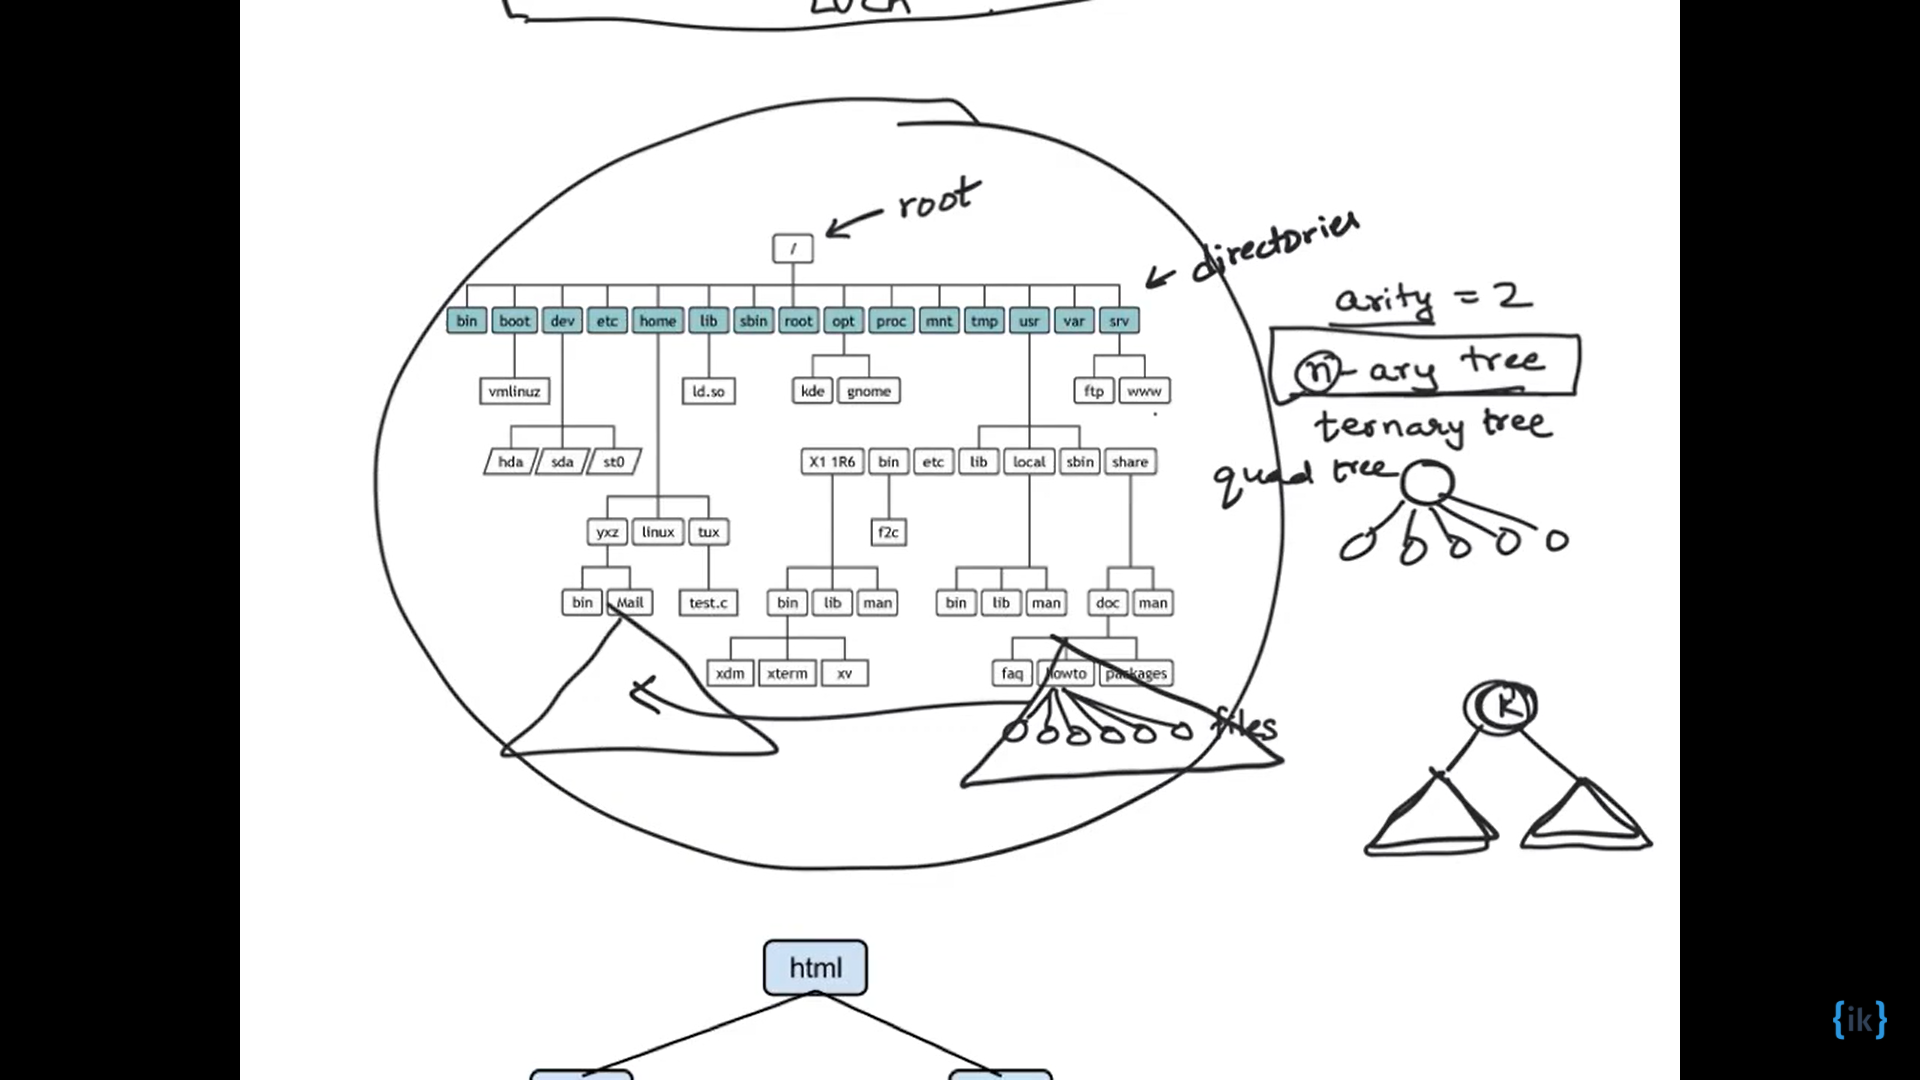 root
directories
/
bin boot dev etc home lib sbin root opt proc mnt tmp usr var srv
arity = 2
n-ary tree
vmlinuz ld.so kde gnome ftp www
ternary tree
hda sda st0 X1 1R6 bin etc lib local sbin share
quad tree
yxz linux tux f2c
bin Mail test.c bin lib man bin lib man doc man
xdm xterm xv faq howto packages
files
K
html
{ik}